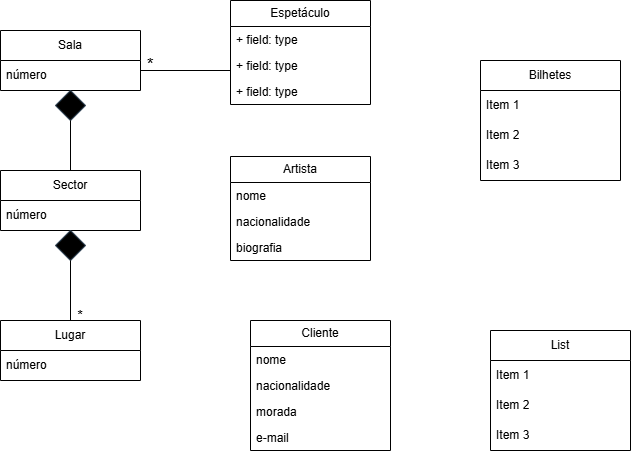 Espetáculo
+ field: type
+ field: type
+ field: type
Sala
número
*
Bilhetes
Item 1
Item 2
Item 3
Sector
número
Artista
nome
nacionalidade
biografia
*
Lugar
número
Cliente
nome
nacionalidade
morada
e-mail
List
Item 1
Item 2
Item 3